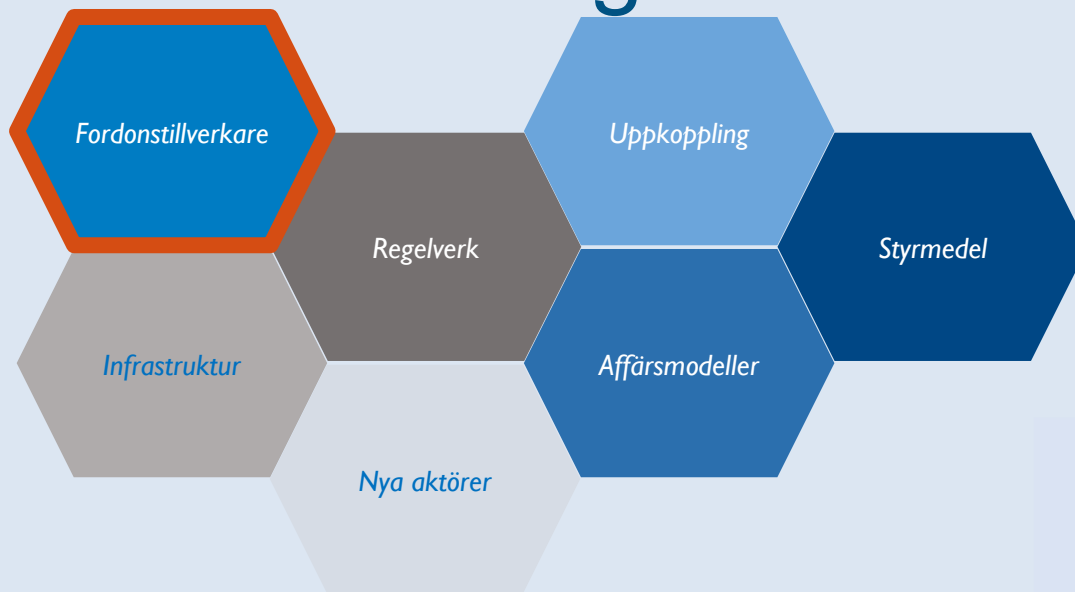 Fordonstillverkare
Uppkoppling
Regelverk
Styrmedel
Infrastruktur
Affärsmodeller
Nya aktörer